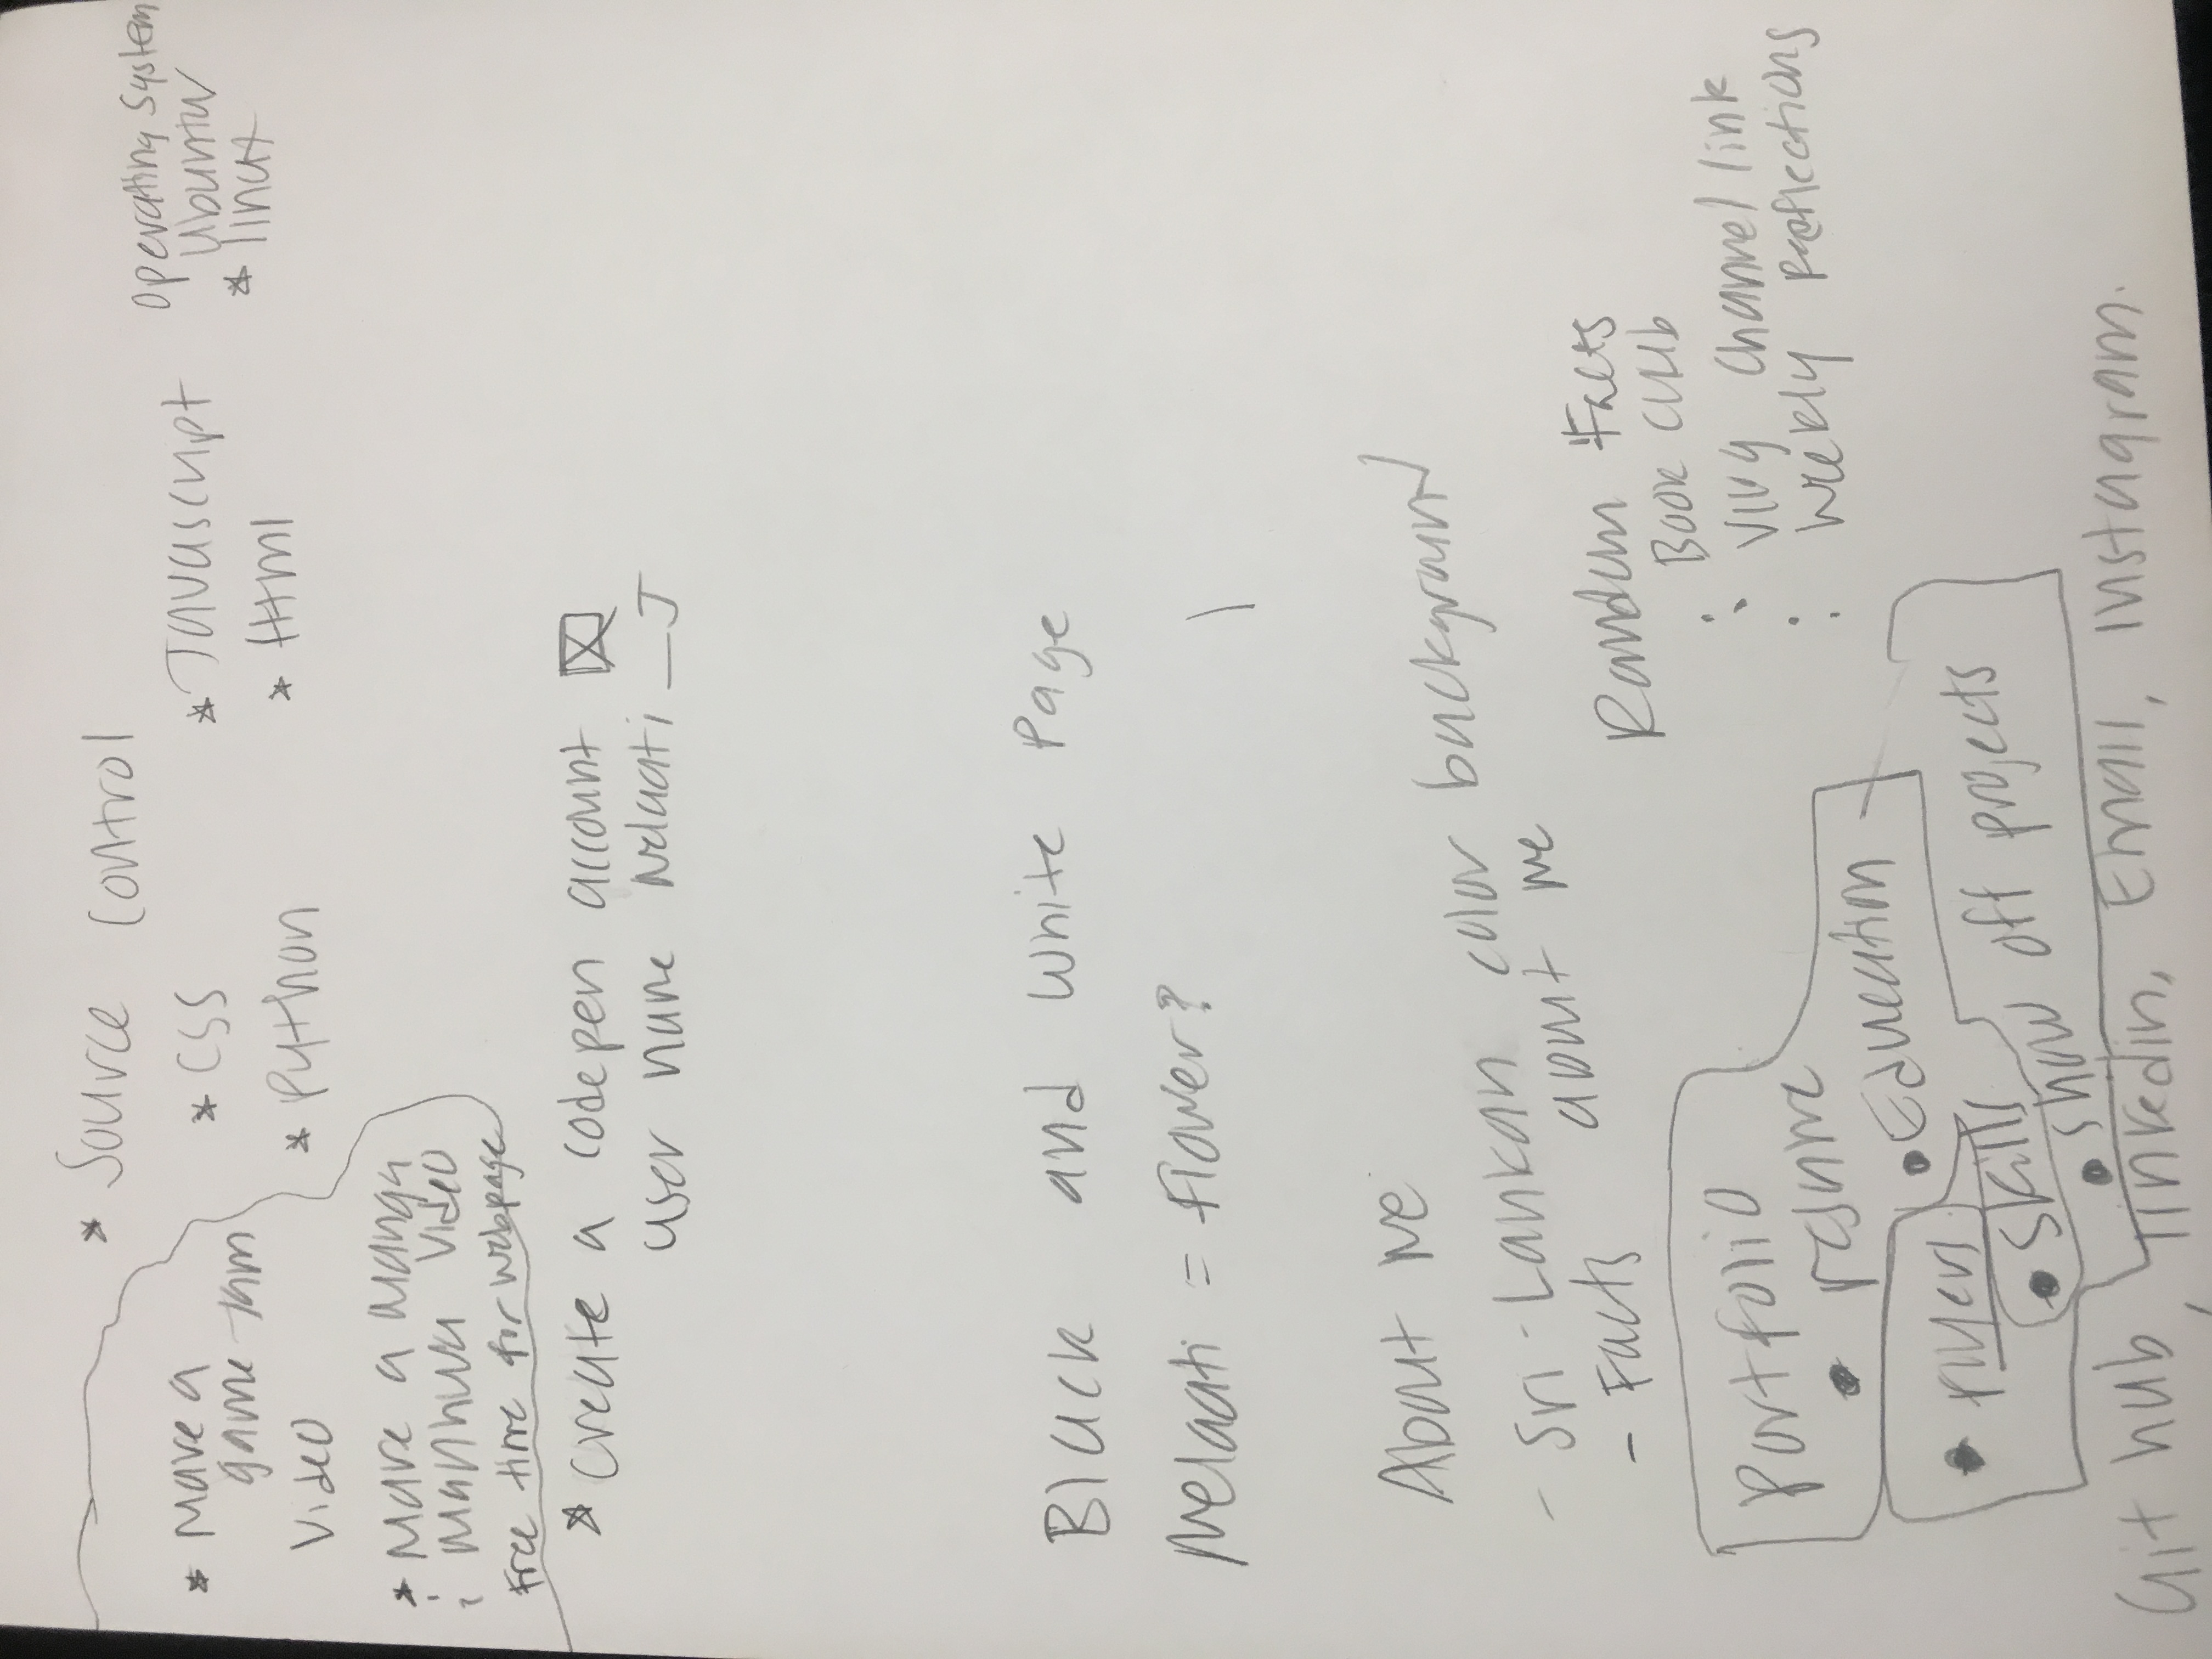 * Source Control
* Make a
game Jam
Video
* Make a Manga
Manhwa Video
Free time for webpage
* CSS
* Python
* Javascript
* Html
Operating System
Ubuntu
* linux
* Create a codepen account
user name Melaati_J
Black and White Page
Melaati = Flower?
About Me
- Sri-Lankan color background
- Facts about me
Random Facts
Book Club
Vlog Channel link
Weekly Reflections
Portfolio
• resume
• Education
• skills
• show off projects
Git hub, linkedin, Email, Instagram.